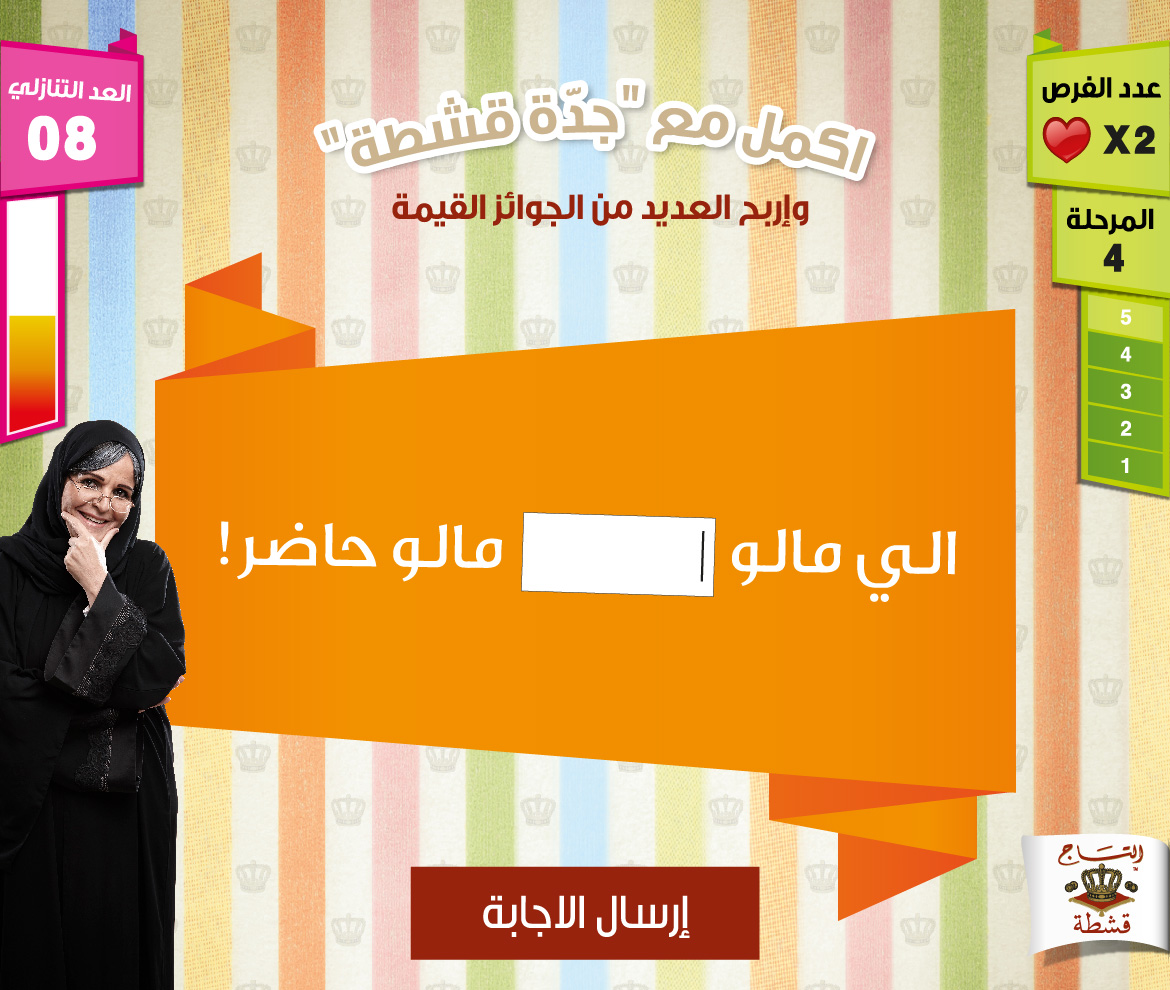 العد التنازلي
08
عدد الفرص
X2
المرحلة
4
5
4
3
2
1
اكمل مع "جدّة قشطة"
وإربح العديد من الجوائز القيمة
الي مالو مالو حاضر!
إرسال الاجابة
التاج
قشطة